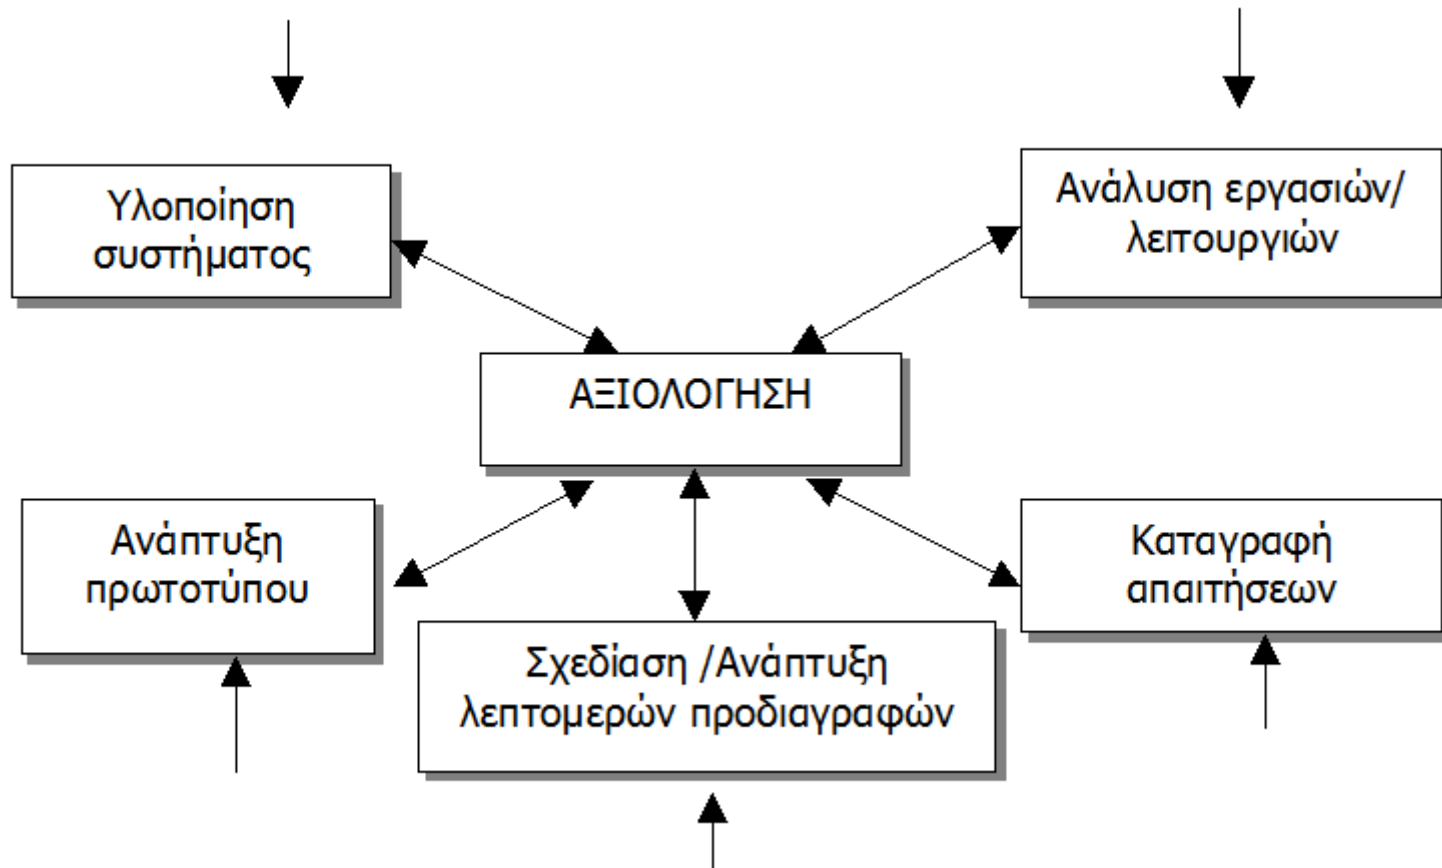 Υλοποίηση
συστήματος
Ανάλυση εργασιών/
λειτουργιών
ΑΞΙΟΛΟΓΗΣΗ
Ανάπτυξη
πρωτοτύπου
Σχεδίαση /Ανάπτυξη
λεπτομερών προδιαγραφών
Καταγραφή
απαιτήσεων